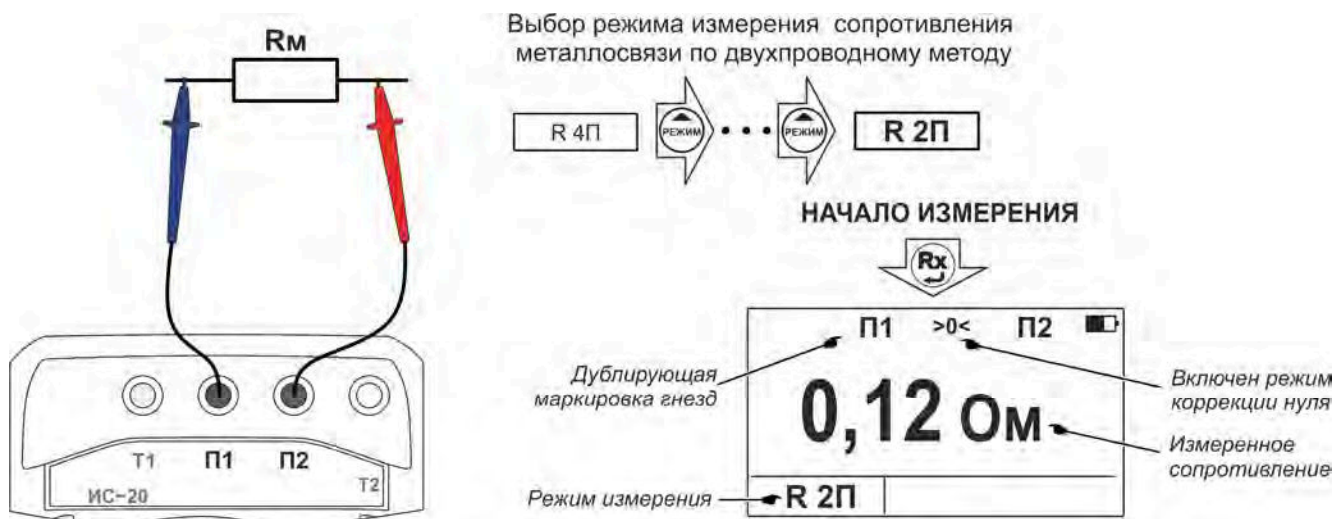 Rм
Выбор режима измерения сопротивления
металлосвязи по двухпроводному методу
R 4П
РЕЖИМ
РЕЖИМ
R 2П
НАЧАЛО ИЗМЕРЕНИЯ
Rx
П1 >0< П2
Дублирующая
маркировка гнезд
Включен режим
коррекции нуля
0,12 Ом
Измеренное
сопротивление
Режим измерения
R 2П
Т1 П1 П2 Т2
ИС-20